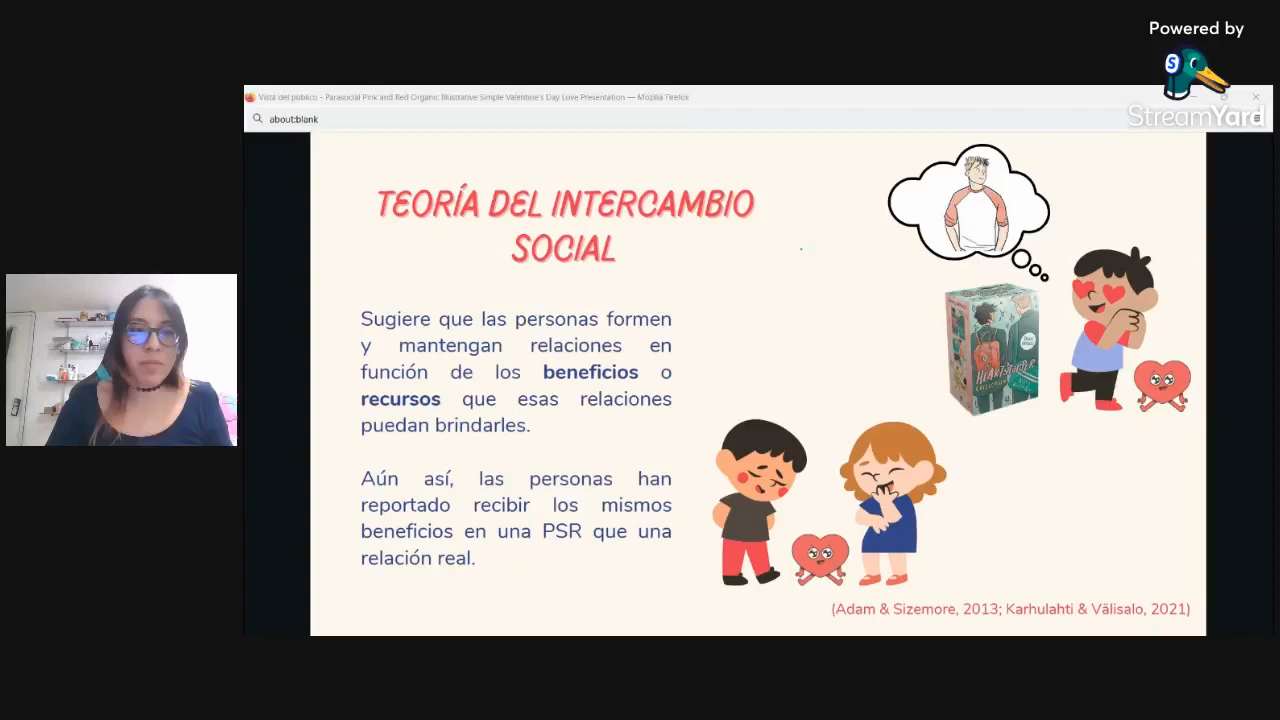 Powered by
S
StreamYard
Vista del público - Parasocial Pink and Red Organic Illustrative Simple Valentine's Day Love Presentation — Mozilla Firefox
about:blank
TEORÍA DEL INTERCAMBIO
SOCIAL
Sugiere que las personas formen
y mantengan relaciones en
función de los beneficios o
recursos que esas relaciones
puedan brindarles.
Aún así, las personas han
reportado recibir los mismos
beneficios en una PSR que una
relación real.
HEARTSTOPPER
(Adam & Sizemore, 2013; Karhulahti & Välisalo, 2021)